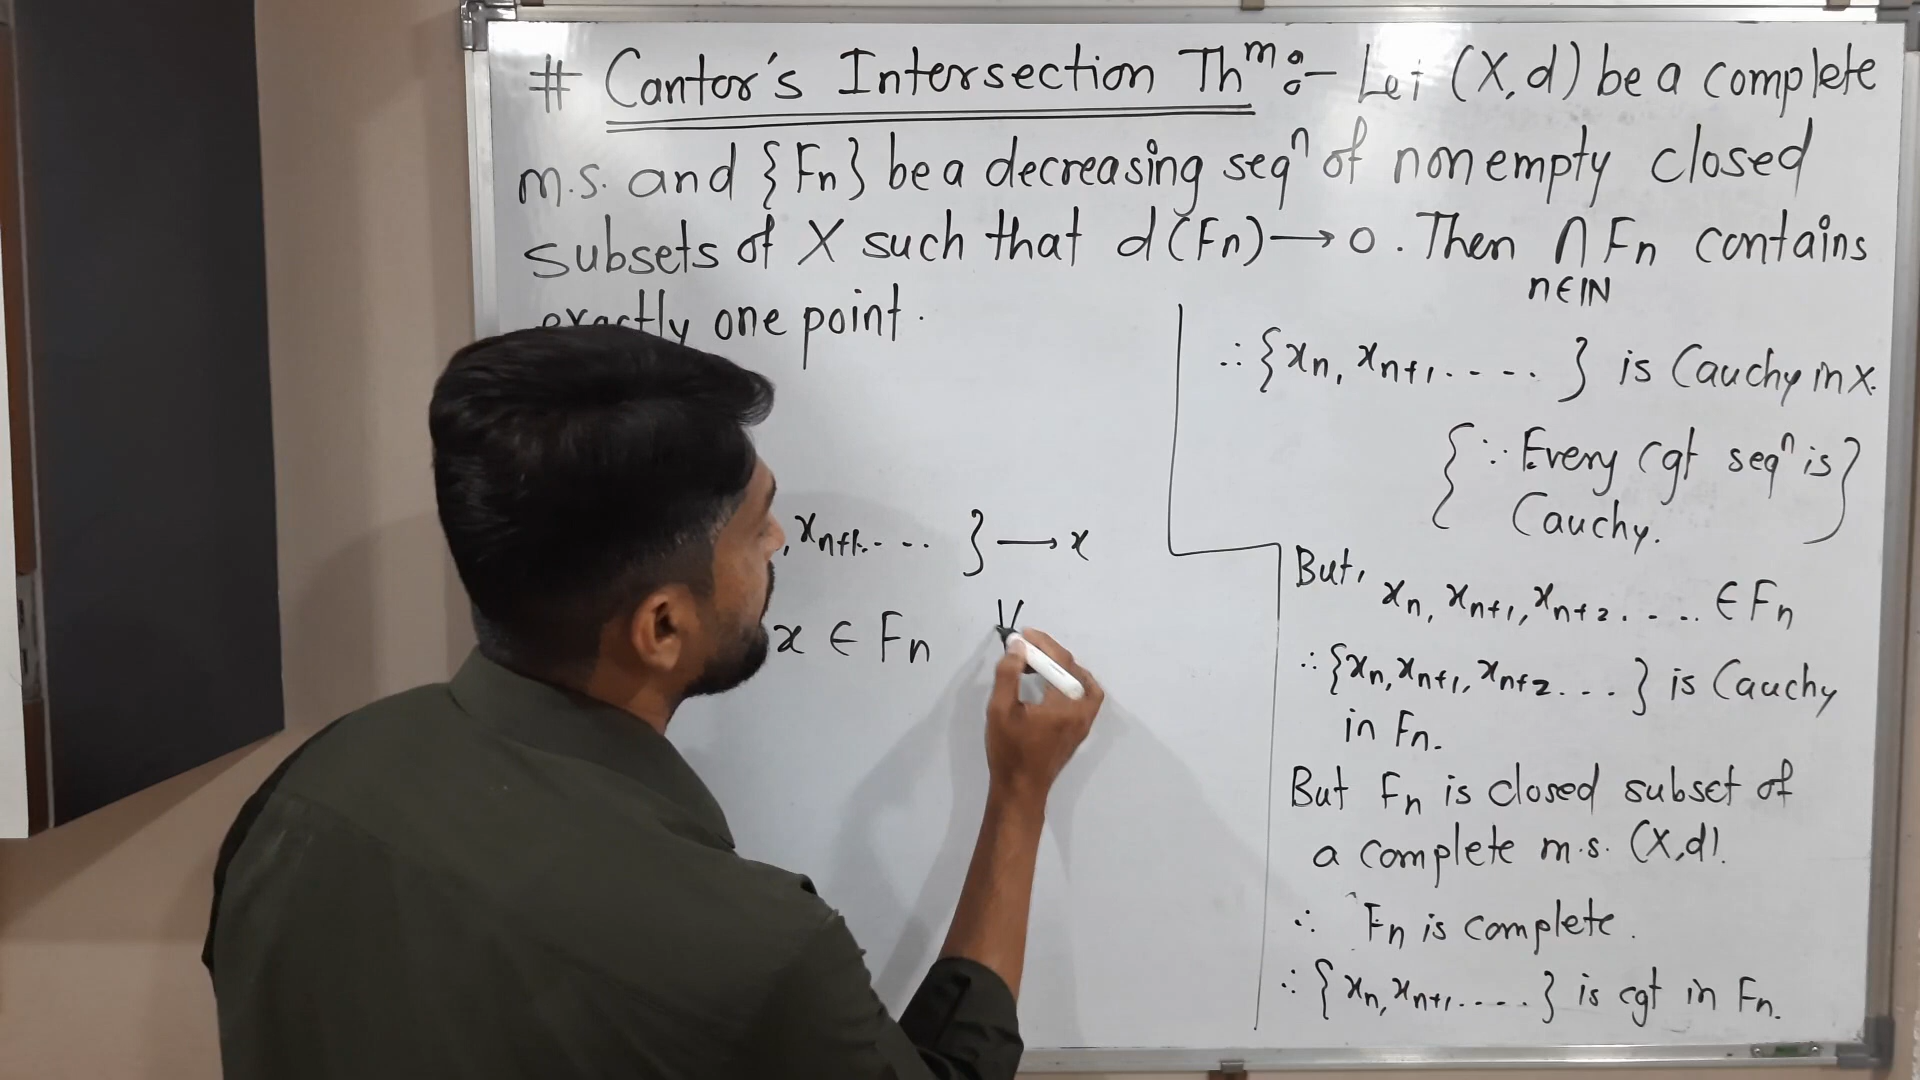 # Cantor's Intersection Thᵐ :- Let (X,d) be a complete
m.s. and {Fn} be a decreasing seqⁿ of nonempty closed
subsets of X such that d(Fn) → 0 . Then ∩ Fn contains
n∈ℕ
exactly one point.
, xn+1, .... } → x
x ∈ Fn ∀
∴ {xn, xn+1, .... } is Cauchy in X.
{ ∵ Every cgt seqⁿ is
Cauchy. }
But, xn, xn+1, xn+2 ..... ∈ Fn
∴ {xn, xn+1, xn+2 .... } is Cauchy
in Fn.
But Fn is closed subset of
a complete m.s. (X,d).
∴ Fn is complete.
∴ {xn, xn+1, ....} is cgt in Fn.